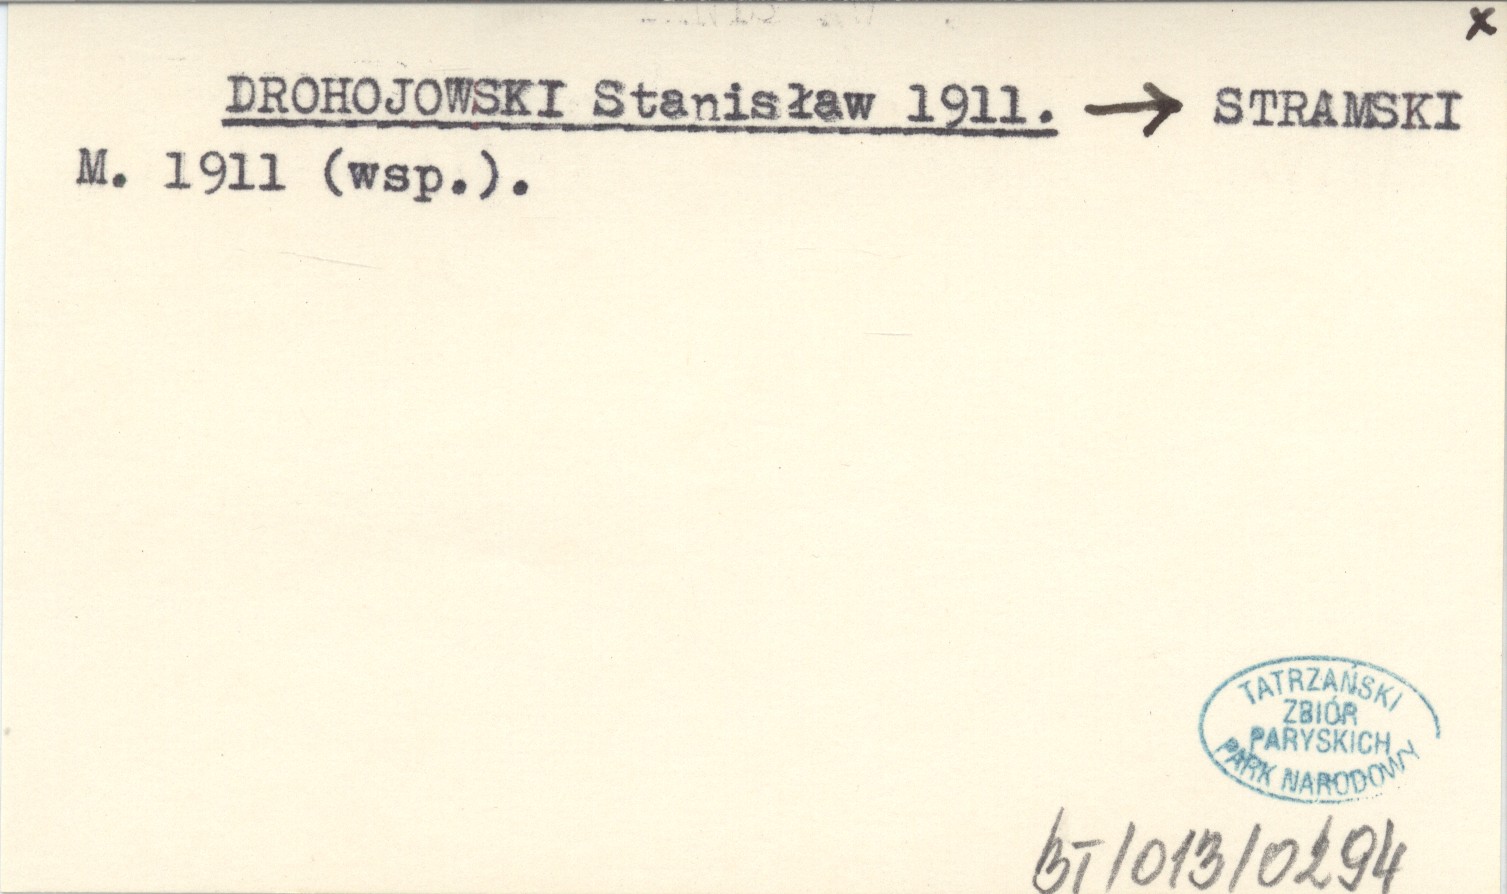 x
DROHOJOWSKI Stanisław 1911. → STRAMSKI
M. 1911 (wsp.).
TATRZAŃSKI
ZBIÓR
PARYSKICH
PARK NARODOWY
BT/013/0294